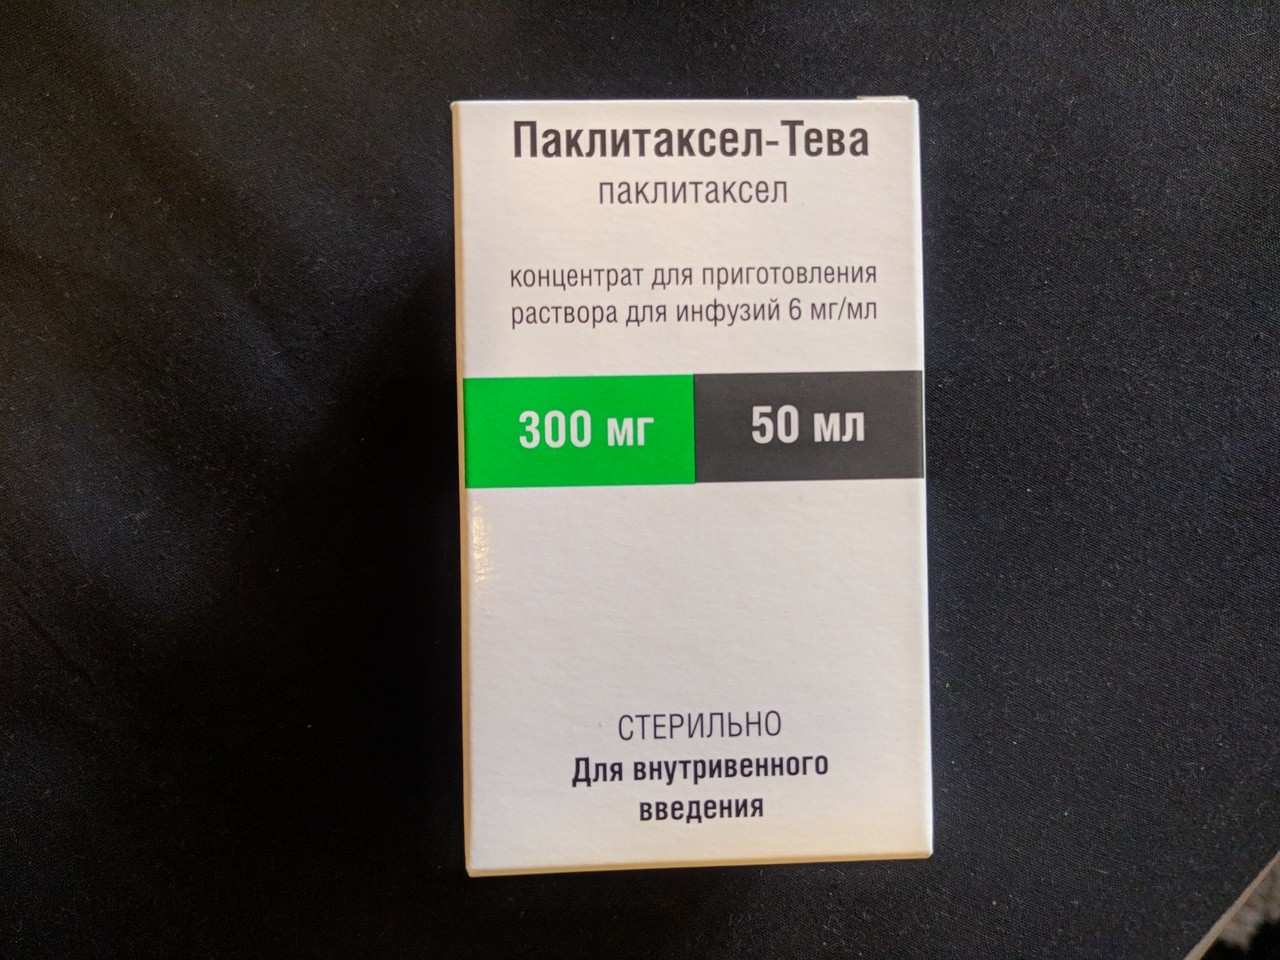 Паклитаксел-Тева
паклитаксел
концентрат для приготовления
раствора для инфузий 6 мг/мл
300 мг
50 мл
СТЕРИЛЬНО
Для внутривенного
введения